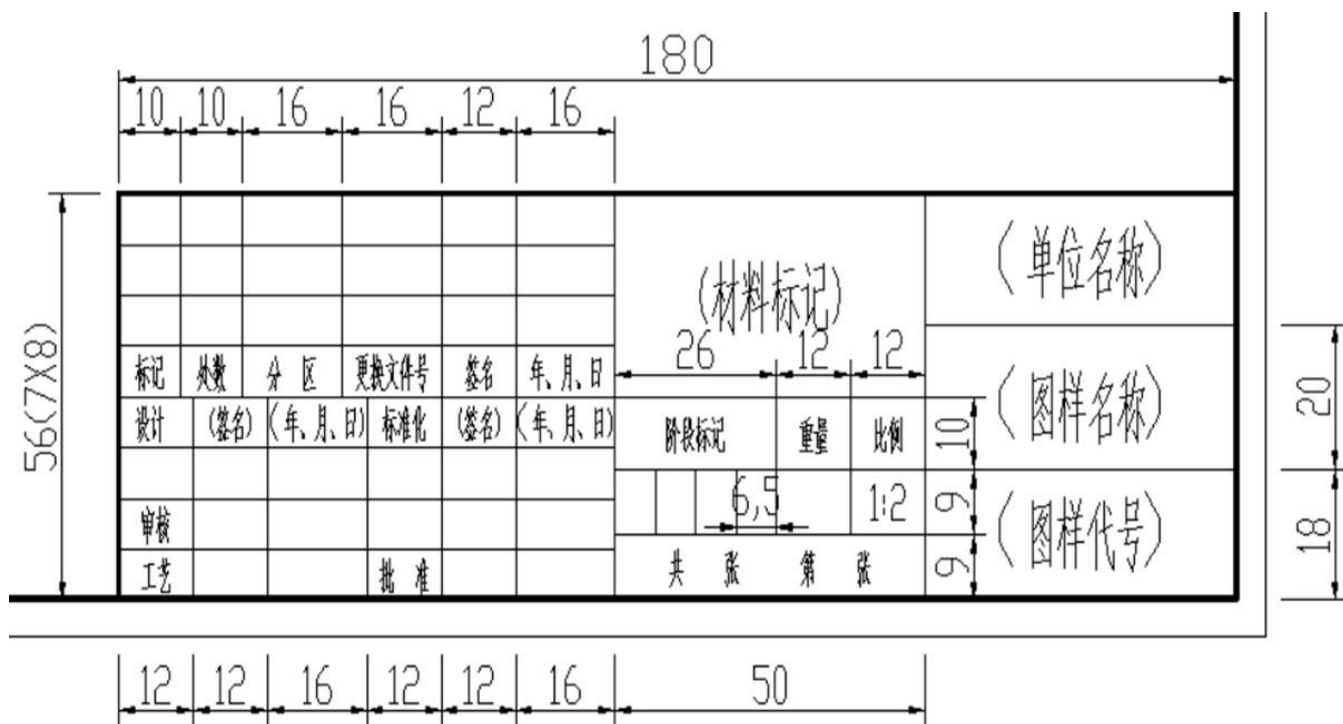 180
10 10 16 16 12 16
(单位名称)
(材料标记)
26 12 12
标记 处数 分 区 更换文件号 签名 年、月、日
56(7X8)
设计 (签名) (年、月、日) 标准化 (签名) (年、月、日)
阶段标记 重量 比例 10
(图样名称)
20
6,5 1:2 9
审核
(图样代号)
18
工艺 批 准
共 张 第 张 9
12 12 16 12 12 16 50